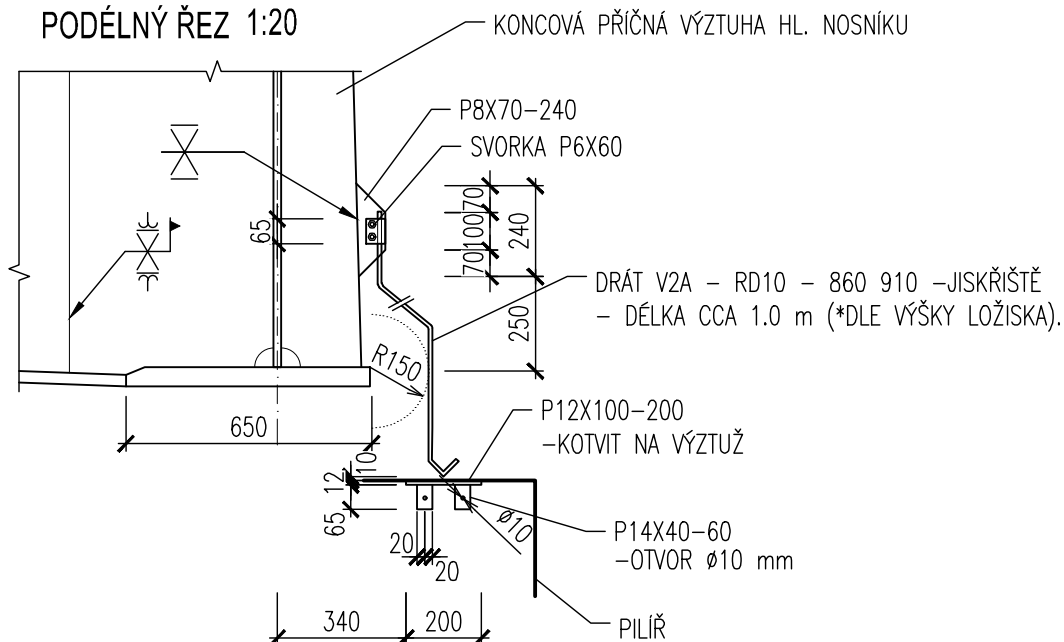 PODÉLNÝ ŘEZ 1:20
KONCOVÁ PŘÍČNÁ VÝZTUHA HL. NOSNÍKU
P8X70-240
SVORKA P6X60
65
70
100
70
240
250
DRÁT V2A - RD10 - 860 910 -JISKŘIŠTĚ
- DÉLKA CCA 1.0 m (*DLE VÝŠKY LOŽISKA).
R150
650
P12X100-200
-KOTVIT NA VÝZTUŽ
10
12
65
Ø10
20
20
P14X40-60
-OTVOR Ø10 mm
340
200
PILÍŘ